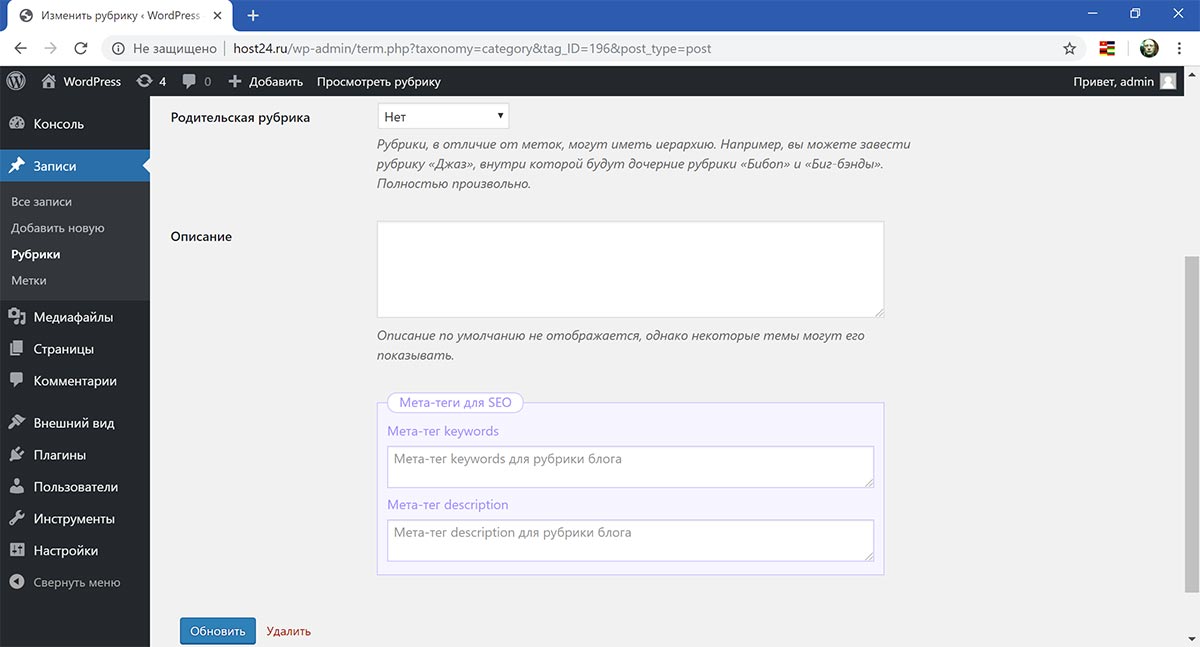 Изменить рубрику ‹ WordPress
Не защищено
host24.ru/wp-admin/term.php?taxonomy=category&tag_ID=196&post_type=post
WordPress 4 0 Добавить Просмотреть рубрику Привет, admin
Консоль
Записи
Все записи
Добавить новую
Рубрики
Метки
Медиафайлы
Страницы
Комментарии
Внешний вид
Плагины
Пользователи
Инструменты
Настройки
Свернуть меню
Родительская рубрика
Нет
Рубрики, в отличие от меток, могут иметь иерархию. Например, вы можете завести
рубрику «Джаз», внутри которой будут дочерние рубрики «Бибоп» и «Биг-бэнды».
Полностью произвольно.
Описание
Описание по умолчанию не отображается, однако некоторые темы могут его
показывать.
Мета-теги для SEO
Мета-тег keywords
Мета-тег keywords для рубрики блога
Мета-тег description
Мета-тег description для рубрики блога
Обновить Удалить